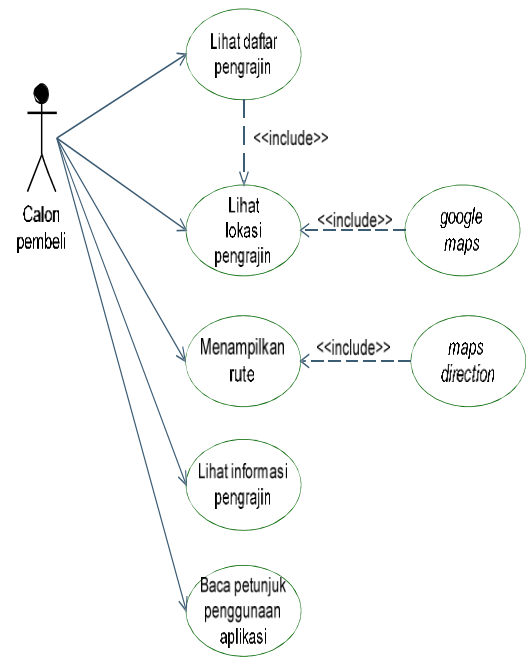 Lihat daftar
pengrajin
<<include>>
Calon
pembeli
Lihat
lokasi
pengrajin
<<include>>
google
maps
Menampilkan
rute
<<include>>
maps
direction
Lihat informasi
pengrajin
Baca petunjuk
penggunaan
aplikasi